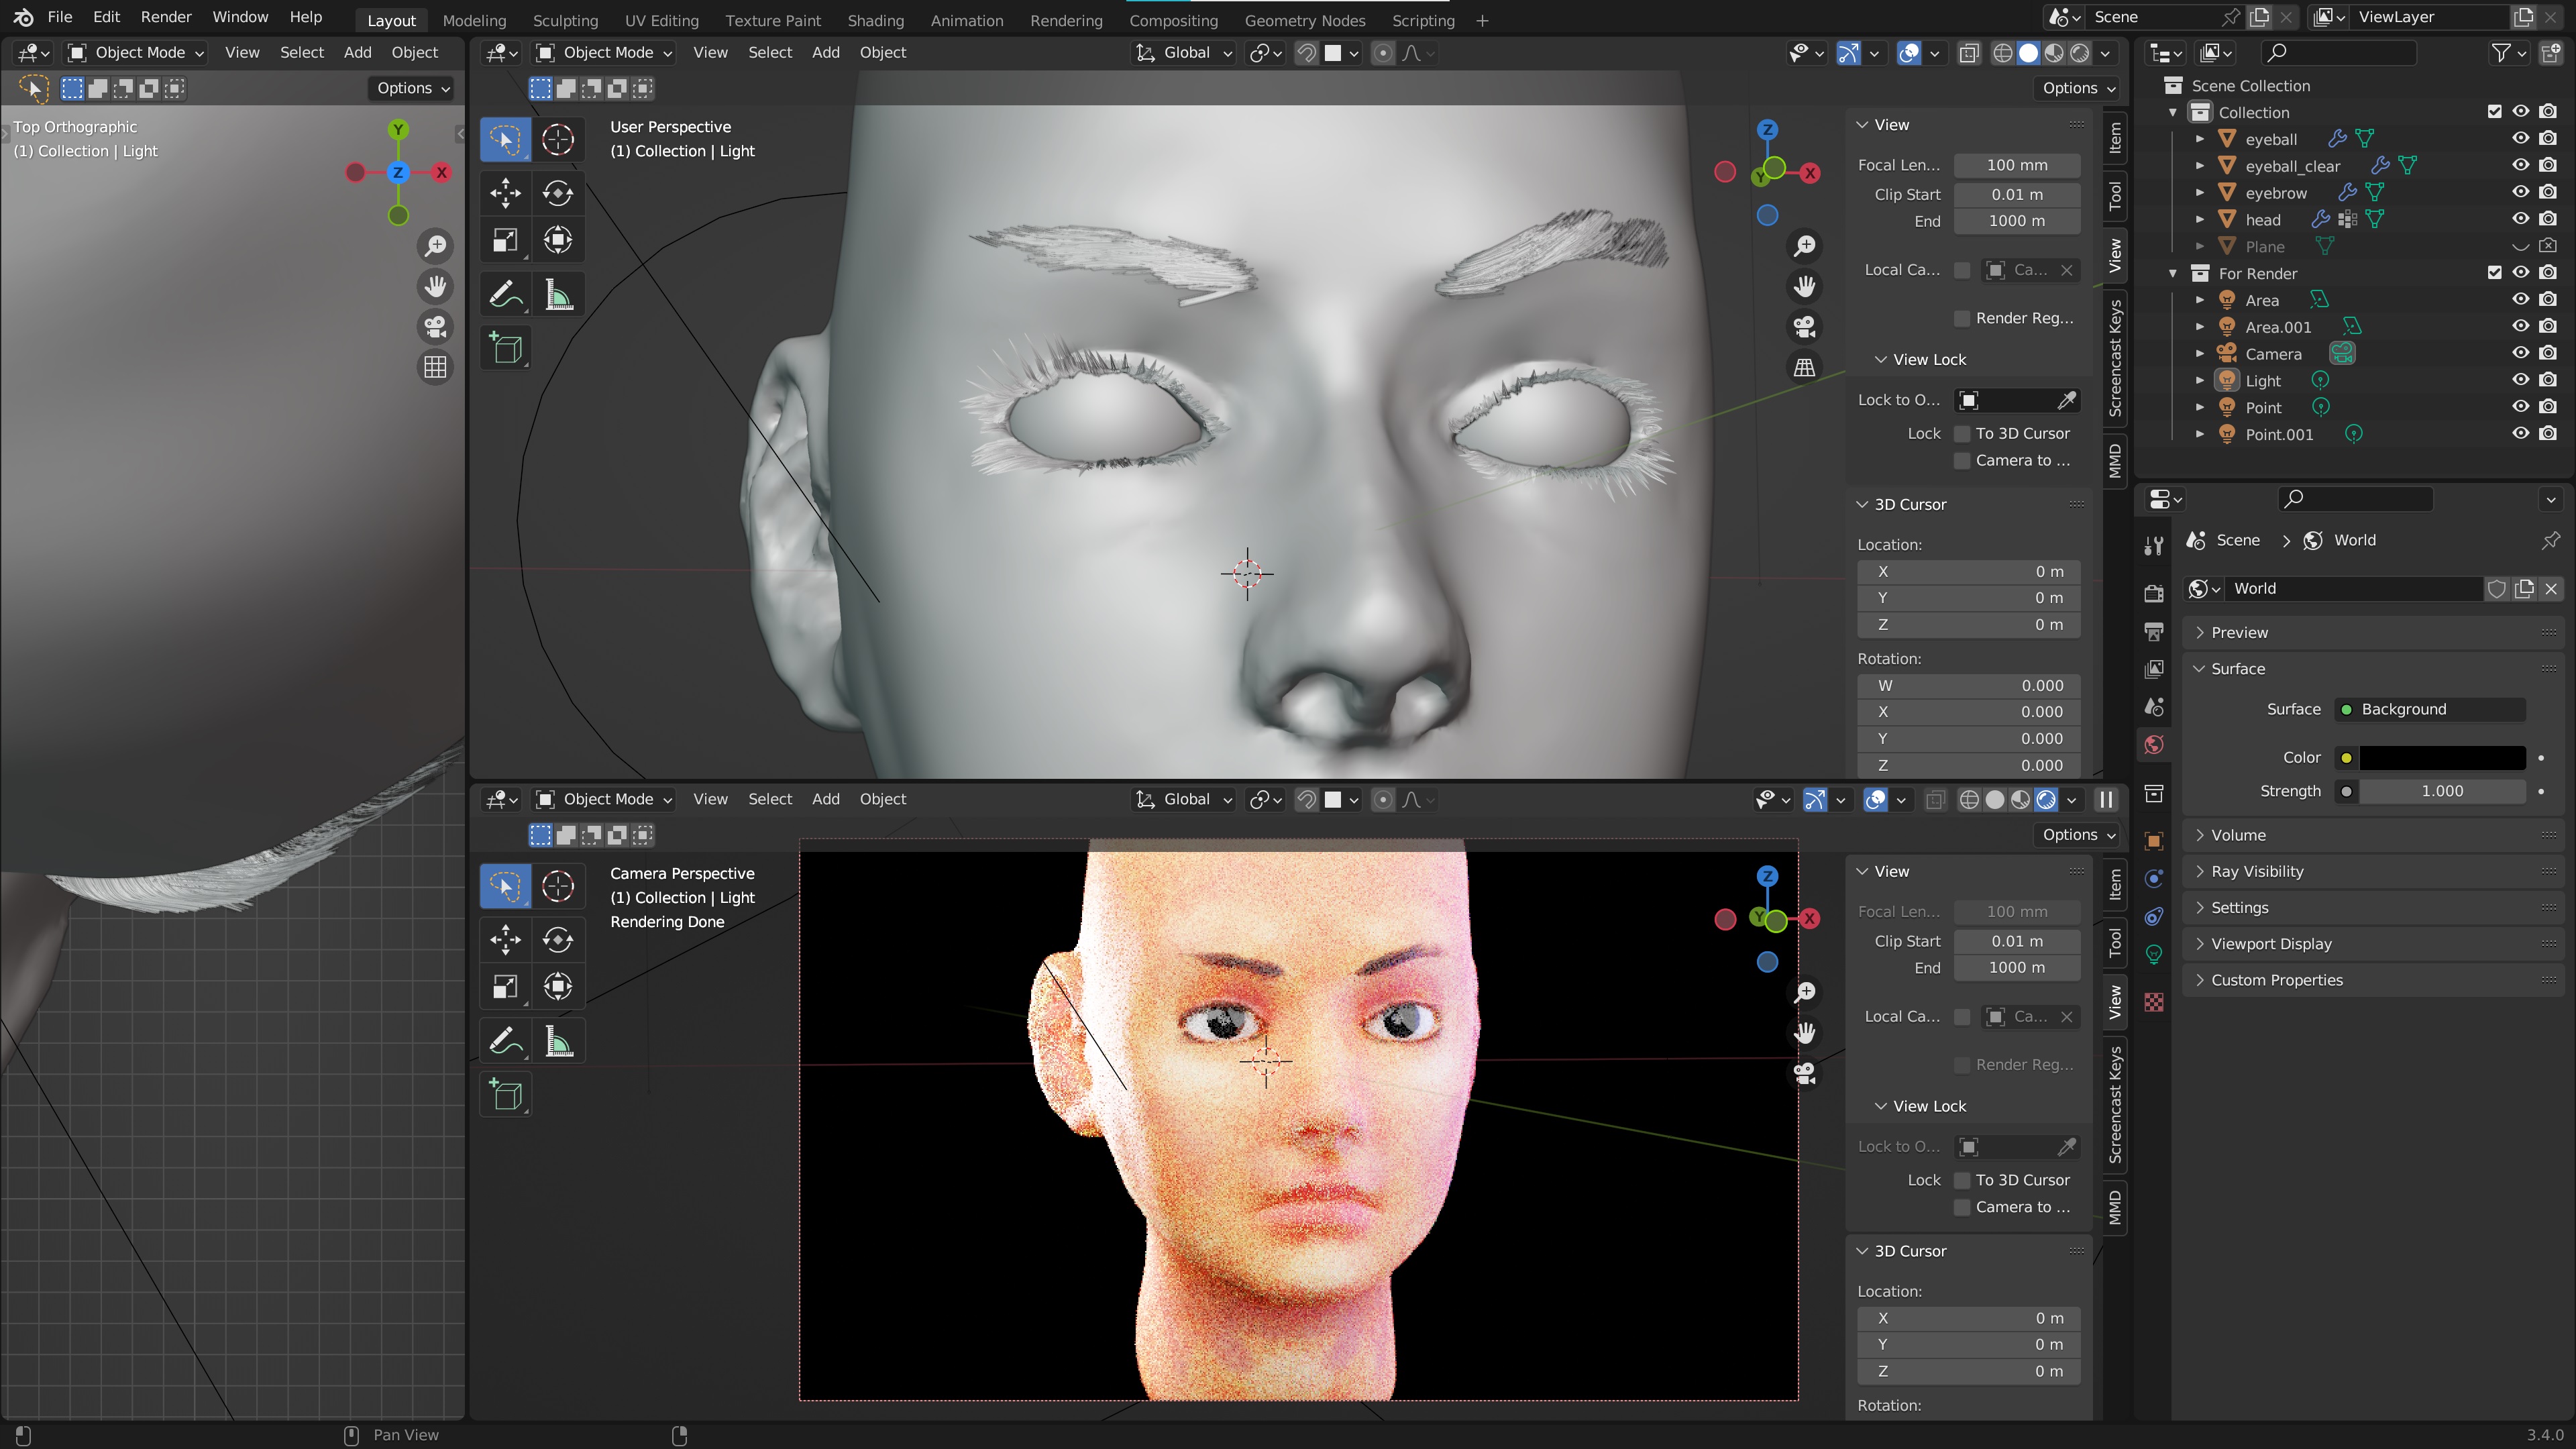 File Edit Render Window Help Layout Modeling Sculpting UV Editing Texture Paint Shading Animation Rendering Compositing Geometry Nodes Scripting + Scene ViewLayer
Object Mode View Select Add Object
Options
Top Orthographic
(1) Collection | Light
Y
Z
X
Object Mode View Select Add Object Global
Options
User Perspective
(1) Collection | Light
Z
Y
X
View
Focal Len... 100 mm
Clip Start 0.01 m
End 1000 m
Local Ca... Ca...
Render Reg...
View Lock
Lock to O...
Lock To 3D Cursor
Camera to ...
3D Cursor
Location:
X 0 m
Y 0 m
Z 0 m
Rotation:
W 0.000
X 0.000
Y 0.000
Z 0.000
Item
Tool
View
Screencast Keys
MMD
Object Mode View Select Add Object Global
Options
Camera Perspective
(1) Collection | Light
Rendering Done
Z
Y
X
View
Focal Len... 100 mm
Clip Start 0.01 m
End 1000 m
Local Ca... Ca...
Render Reg...
View Lock
Lock to O...
Lock To 3D Cursor
Camera to ...
3D Cursor
Location:
X 0 m
Y 0 m
Z 0 m
Rotation:
Item
Tool
View
Screencast Keys
MMD
Scene Collection
Collection
eyeball
eyeball_clear
eyebrow
head
Plane
For Render
Area
Area.001
Camera
Light
Point
Point.001
Scene > World
World
Preview
Surface
Surface Background
Color
Strength 1.000
Volume
Ray Visibility
Settings
Viewport Display
Custom Properties
Pan View
3.4.0